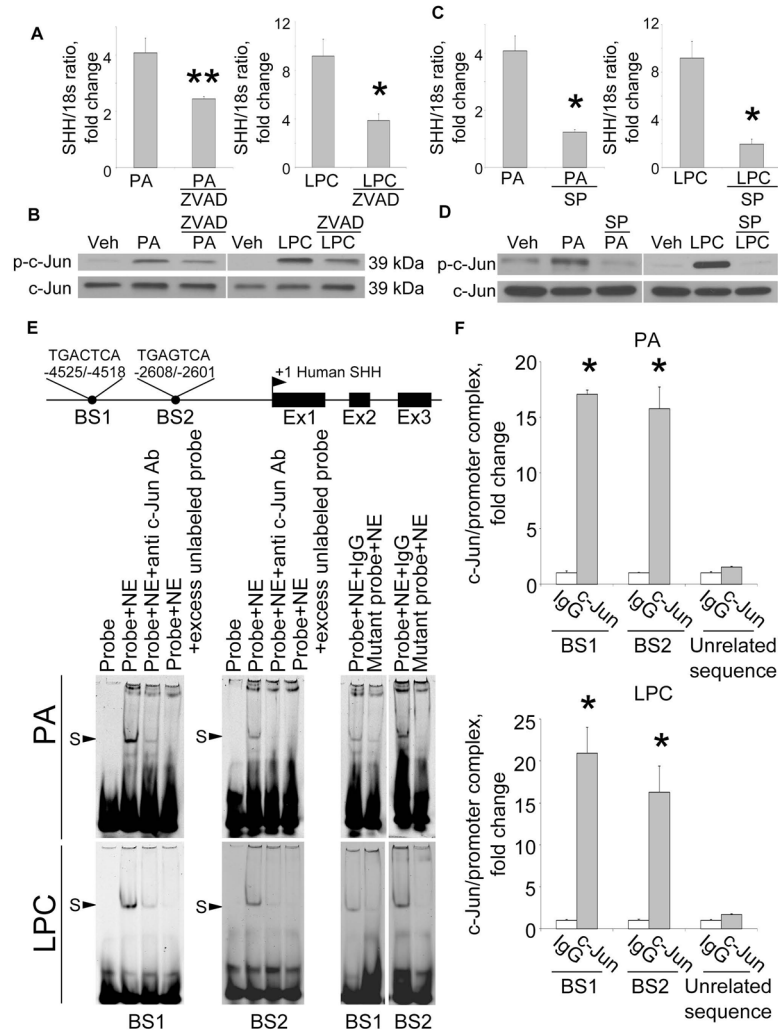 A
SHH/18s ratio,
fold change
4
2
0
**
PA
PA
ZVAD
SHH/18s ratio,
fold change
12
8
4
0
*
LPC
LPC
ZVAD
C
SHH/18s ratio,
fold change
4
2
0
*
PA
PA
SP
SHH/18s ratio,
fold change
12
8
4
0
*
LPC
LPC
SP
B
Veh PA ZVAD
PA Veh LPC ZVAD
LPC
p-c-Jun 39 kDa
c-Jun 39 kDa
D
Veh PA SP
PA Veh LPC SP
LPC
p-c-Jun
c-Jun
E
TGACTCA
-4525/-4518
BS1
TGAGTCA
-2608/-2601
BS2
+1 Human SHH
Ex1 Ex2 Ex3
Probe
Probe+NE
Probe+NE+anti c-Jun Ab
Probe+NE
+excess unlabeled probe
Probe
Probe+NE
Probe+NE+anti c-Jun Ab
Probe+NE
+excess unlabeled probe
Probe+NE+IgG
Mutant probe+NE
Probe+NE+IgG
Mutant probe+NE
PA
S
S
LPC
S
S
BS1 BS2 BS1 BS2
F
PA
c-Jun/promoter complex,
fold change
20
15
10
5
0
* *
IgG c-Jun IgG c-Jun IgG c-Jun
BS1 BS2 Unrelated
sequence
LPC
c-Jun/promoter complex,
fold change
25
20
15
10
5
0
* *
IgG c-Jun IgG c-Jun IgG c-Jun
BS1 BS2 Unrelated
sequence